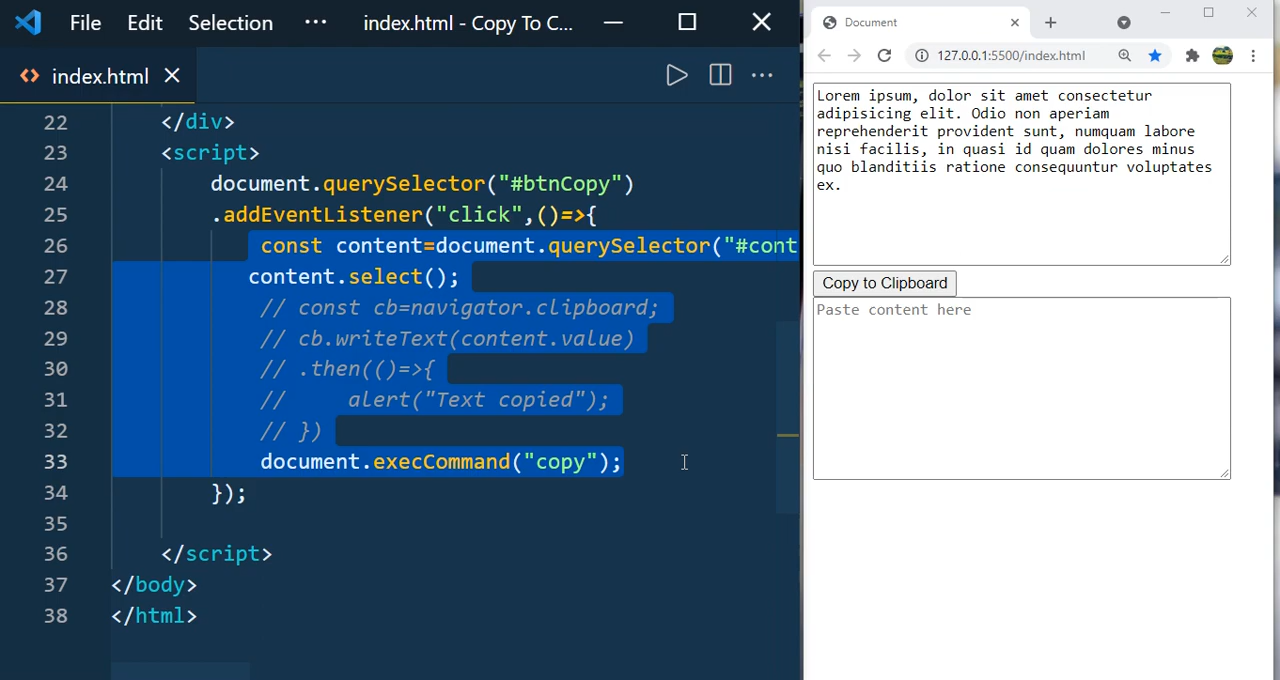 File Edit Selection ··· index.html - Copy To C...
index.html
22 </div>
23 <script>
24 document.querySelector("#btnCopy")
25 .addEventListener("click",()=>{
26 const content=document.querySelector("#cont
27 content.select();
28 // const cb=navigator.clipboard;
29 // cb.writeText(content.value)
30 // .then(()=>{
31 // alert("Text copied");
32 // })
33 document.execCommand("copy");
34 });
35
36 </script>
37 </body>
38 </html>
Document
127.0.0.1:5500/index.html
Lorem ipsum, dolor sit amet consectetur
adipisicing elit. Odio non aperiam
reprehenderit provident sunt, numquam labore
nisi facilis, in quasi id quam dolores minus
quo blanditiis ratione consequuntur voluptates
ex.
Copy to Clipboard
Paste content here